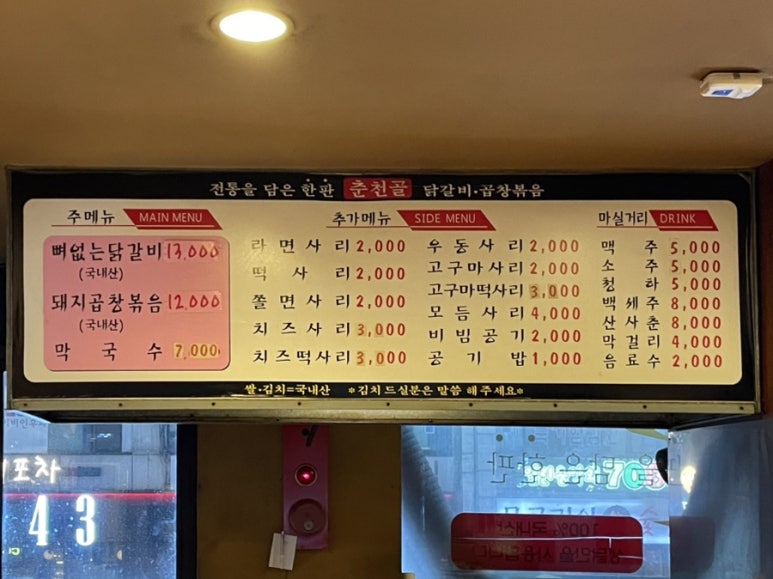 전통을 담은 한판 춘천골 닭갈비·곱창볶음
주메뉴 MAIN MENU
뼈없는닭갈비 13,000
(국내산)
돼지곱창볶음 12,000
(국내산)
막국수 7,000
추가메뉴 SIDE MENU
라면사리 2,000
떡사리 2,000
쫄면사리 2,000
치즈사리 3,000
치즈떡사리 3,000
우동사리 2,000
고구마사리 2,000
고구마떡사리 3,000
모듬사리 4,000
비빔공기 2,000
공기밥 1,000
마실거리 DRINK
맥주 5,000
소주 5,000
청하 5,000
백세주 8,000
산사춘 8,000
막걸리 4,000
음료수 2,000
쌀·김치=국내산 *김치 드실분은 말씀 해주세요*
포차
43
담은 한판
100% 국내산